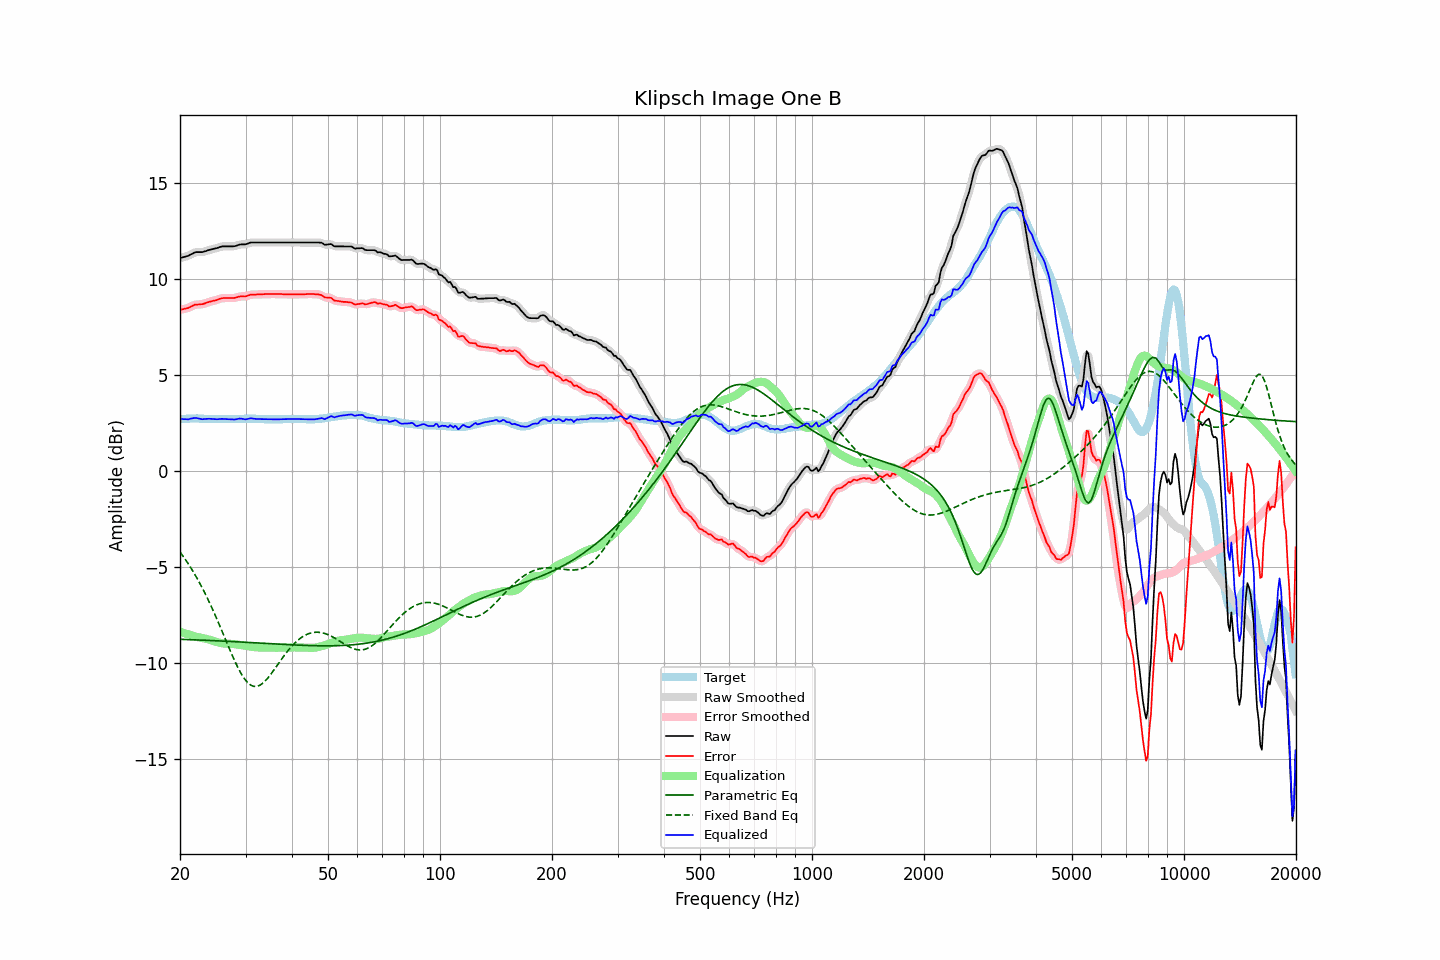 Klipsch Image One B
Amplitude (dBr)
15
10
5
0
−5
−10
−15
Target
Raw Smoothed
Error Smoothed
Raw
Error
Equalization
Parametric Eq
Fixed Band Eq
Equalized
20 50 100 200 500 1000 2000 5000 10000 20000
Frequency (Hz)